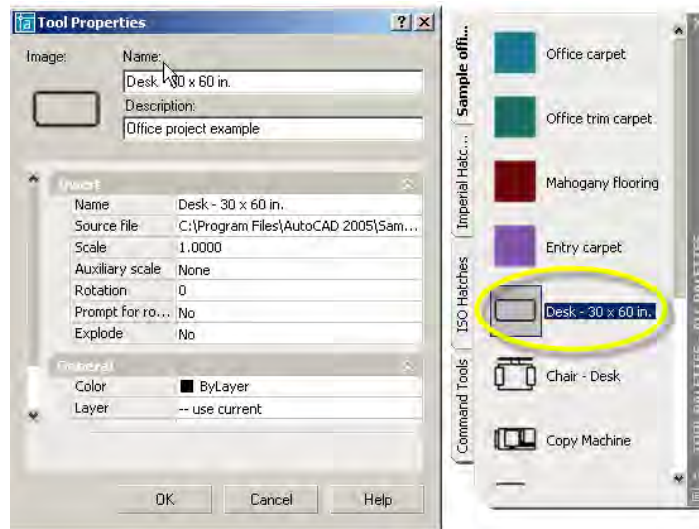 Tool Properties
Image:
Name:
Desk - 30 x 60 in.
Description:
Office project example
Insert
Name Desk - 30 x 60 in.
Source file C:\Program Files\AutoCAD 2005\Sam...
Scale 1.0000
Auxiliary scale None
Rotation 0
Prompt for ro... No
Explode No
General
Color ByLayer
Layer -- use current
OK Cancel Help
Sample offi...
Imperial Hatc...
ISO Hatches
Command Tools
Office carpet
Office trim carpet
Mahogany flooring
Entry carpet
Desk - 30 x 60 in.
Chair - Desk
Copy Machine